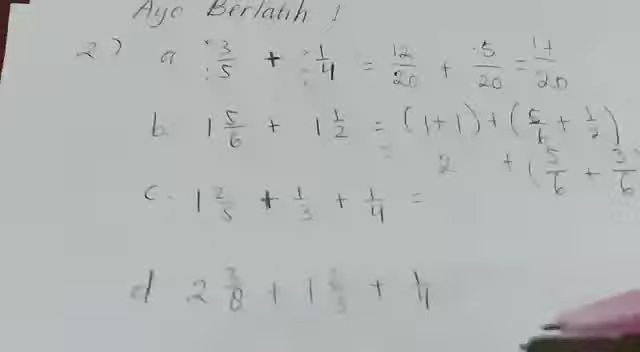 Ayo Berlatih !
2) a 3/5 + 1/4 = 12/20 + 5/20 = 17/20
b. 1 5/6 + 1 1/2 = (1+1) + (5/6 + 1/2)
= 2 + (5/6 + 3/6
c. 1 2/5 + 1/3 + 1/4 =
d 2 3/8 + 1 + 1/4